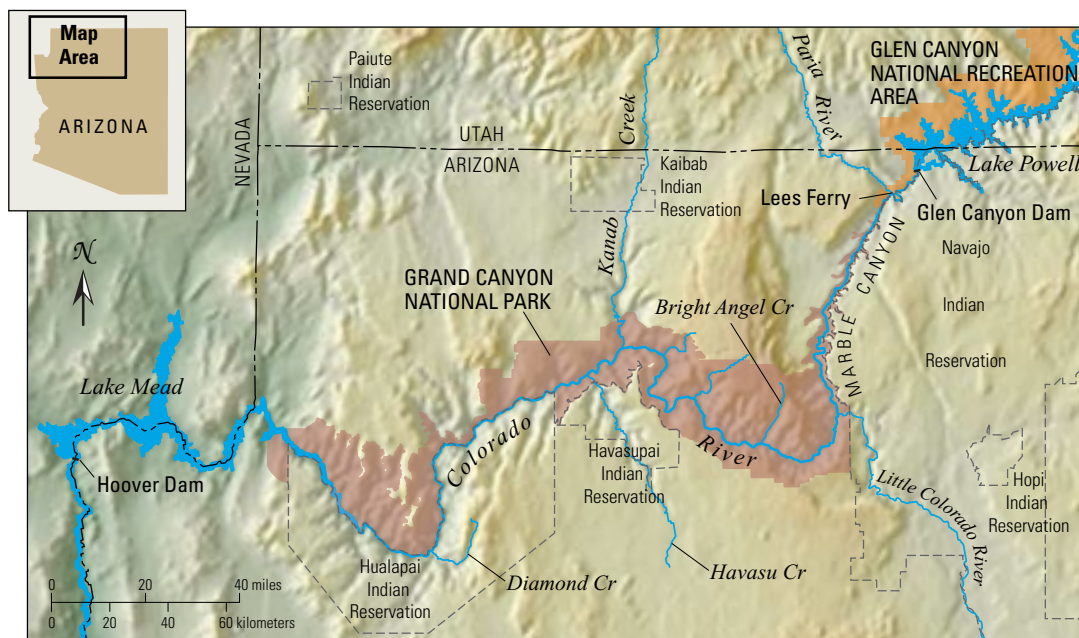 Map
Area
ARIZONA
NEVADA
Paiute
Indian
Reservation
UTAH
ARIZONA
Kanab Creek
Kaibab
Indian
Reservation
Paria River
GLEN CANYON
NATIONAL RECREATION
AREA
Lake Powell
Lees Ferry
Glen Canyon Dam
MARBLE CANYON
Navajo
Indian
Reservation
N
GRAND CANYON
NATIONAL PARK
Bright Angel Cr
Lake Mead
Hoover Dam
Colorado River
Havasupai
Indian
Reservation
Little Colorado River
Hopi
Indian
Reservation
Hualapai
Indian
Reservation
Diamond Cr
Havasu Cr
0 20 40 miles
0 20 40 60 kilometers